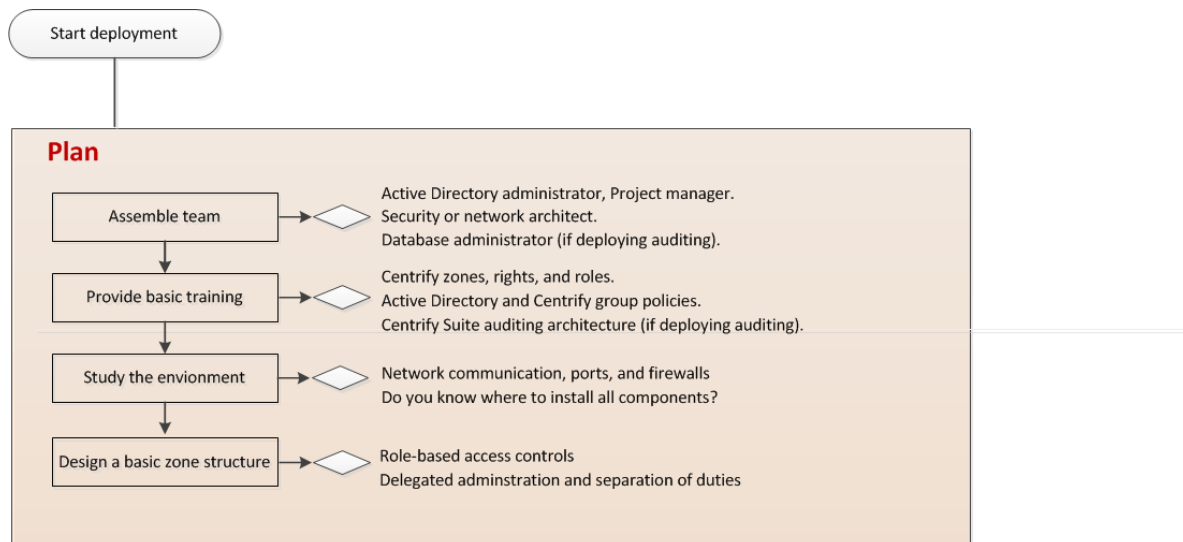 Start deployment
Plan
Assemble team
Active Directory administrator, Project manager.
Security or network architect.
Database administrator (if deploying auditing).
Provide basic training
Centrify zones, rights, and roles.
Active Directory and Centrify group policies.
Centrify Suite auditing architecture (if deploying auditing).
Study the envionment
Network communication, ports, and firewalls
Do you know where to install all components?
Design a basic zone structure
Role-based access controls
Delegated adminstration and separation of duties